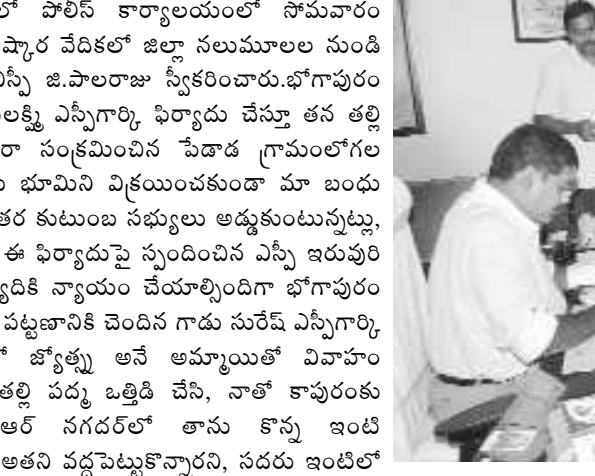 లో పోలీస్ కార్యాలయంలో సోమవారం
ష్కార వేదికలో జిల్లా నలుమూలల నుండి
ఎస్పీ జి.పాలరాజు స్వీకరించారు.భోగాపురం
లక్ష్మి ఎస్పీగార్కి ఫిర్యాదు చేస్తూ తన తల్లి
రా సంక్రమించిన పేడాడ గ్రామంలోగల
భూమిని విక్రయించకుండా మా బంధు
తర కుటుంబ సభ్యులు అడ్డుకుంటున్నట్లు,
ఈ ఫిర్యాదుపై స్పందించిన ఎస్పీ ఇరువురి
్యాదికి న్యాయం చేయాల్సిందిగా భోగాపురం
పట్టణానికి చెందిన గాడు సురేష్ ఎస్పీగార్కి
లో జ్యోత్స్న అనే అమ్మాయితో వివాహం
తల్లి పద్మ ఒత్తిడి చేసి, నాతో కాపురంకు
ఆర్ నగదర్‌లో తాను కొన్న ఇంటి
అతని వద్దపెట్టుకొన్నారని, సదరు ఇంటిలో